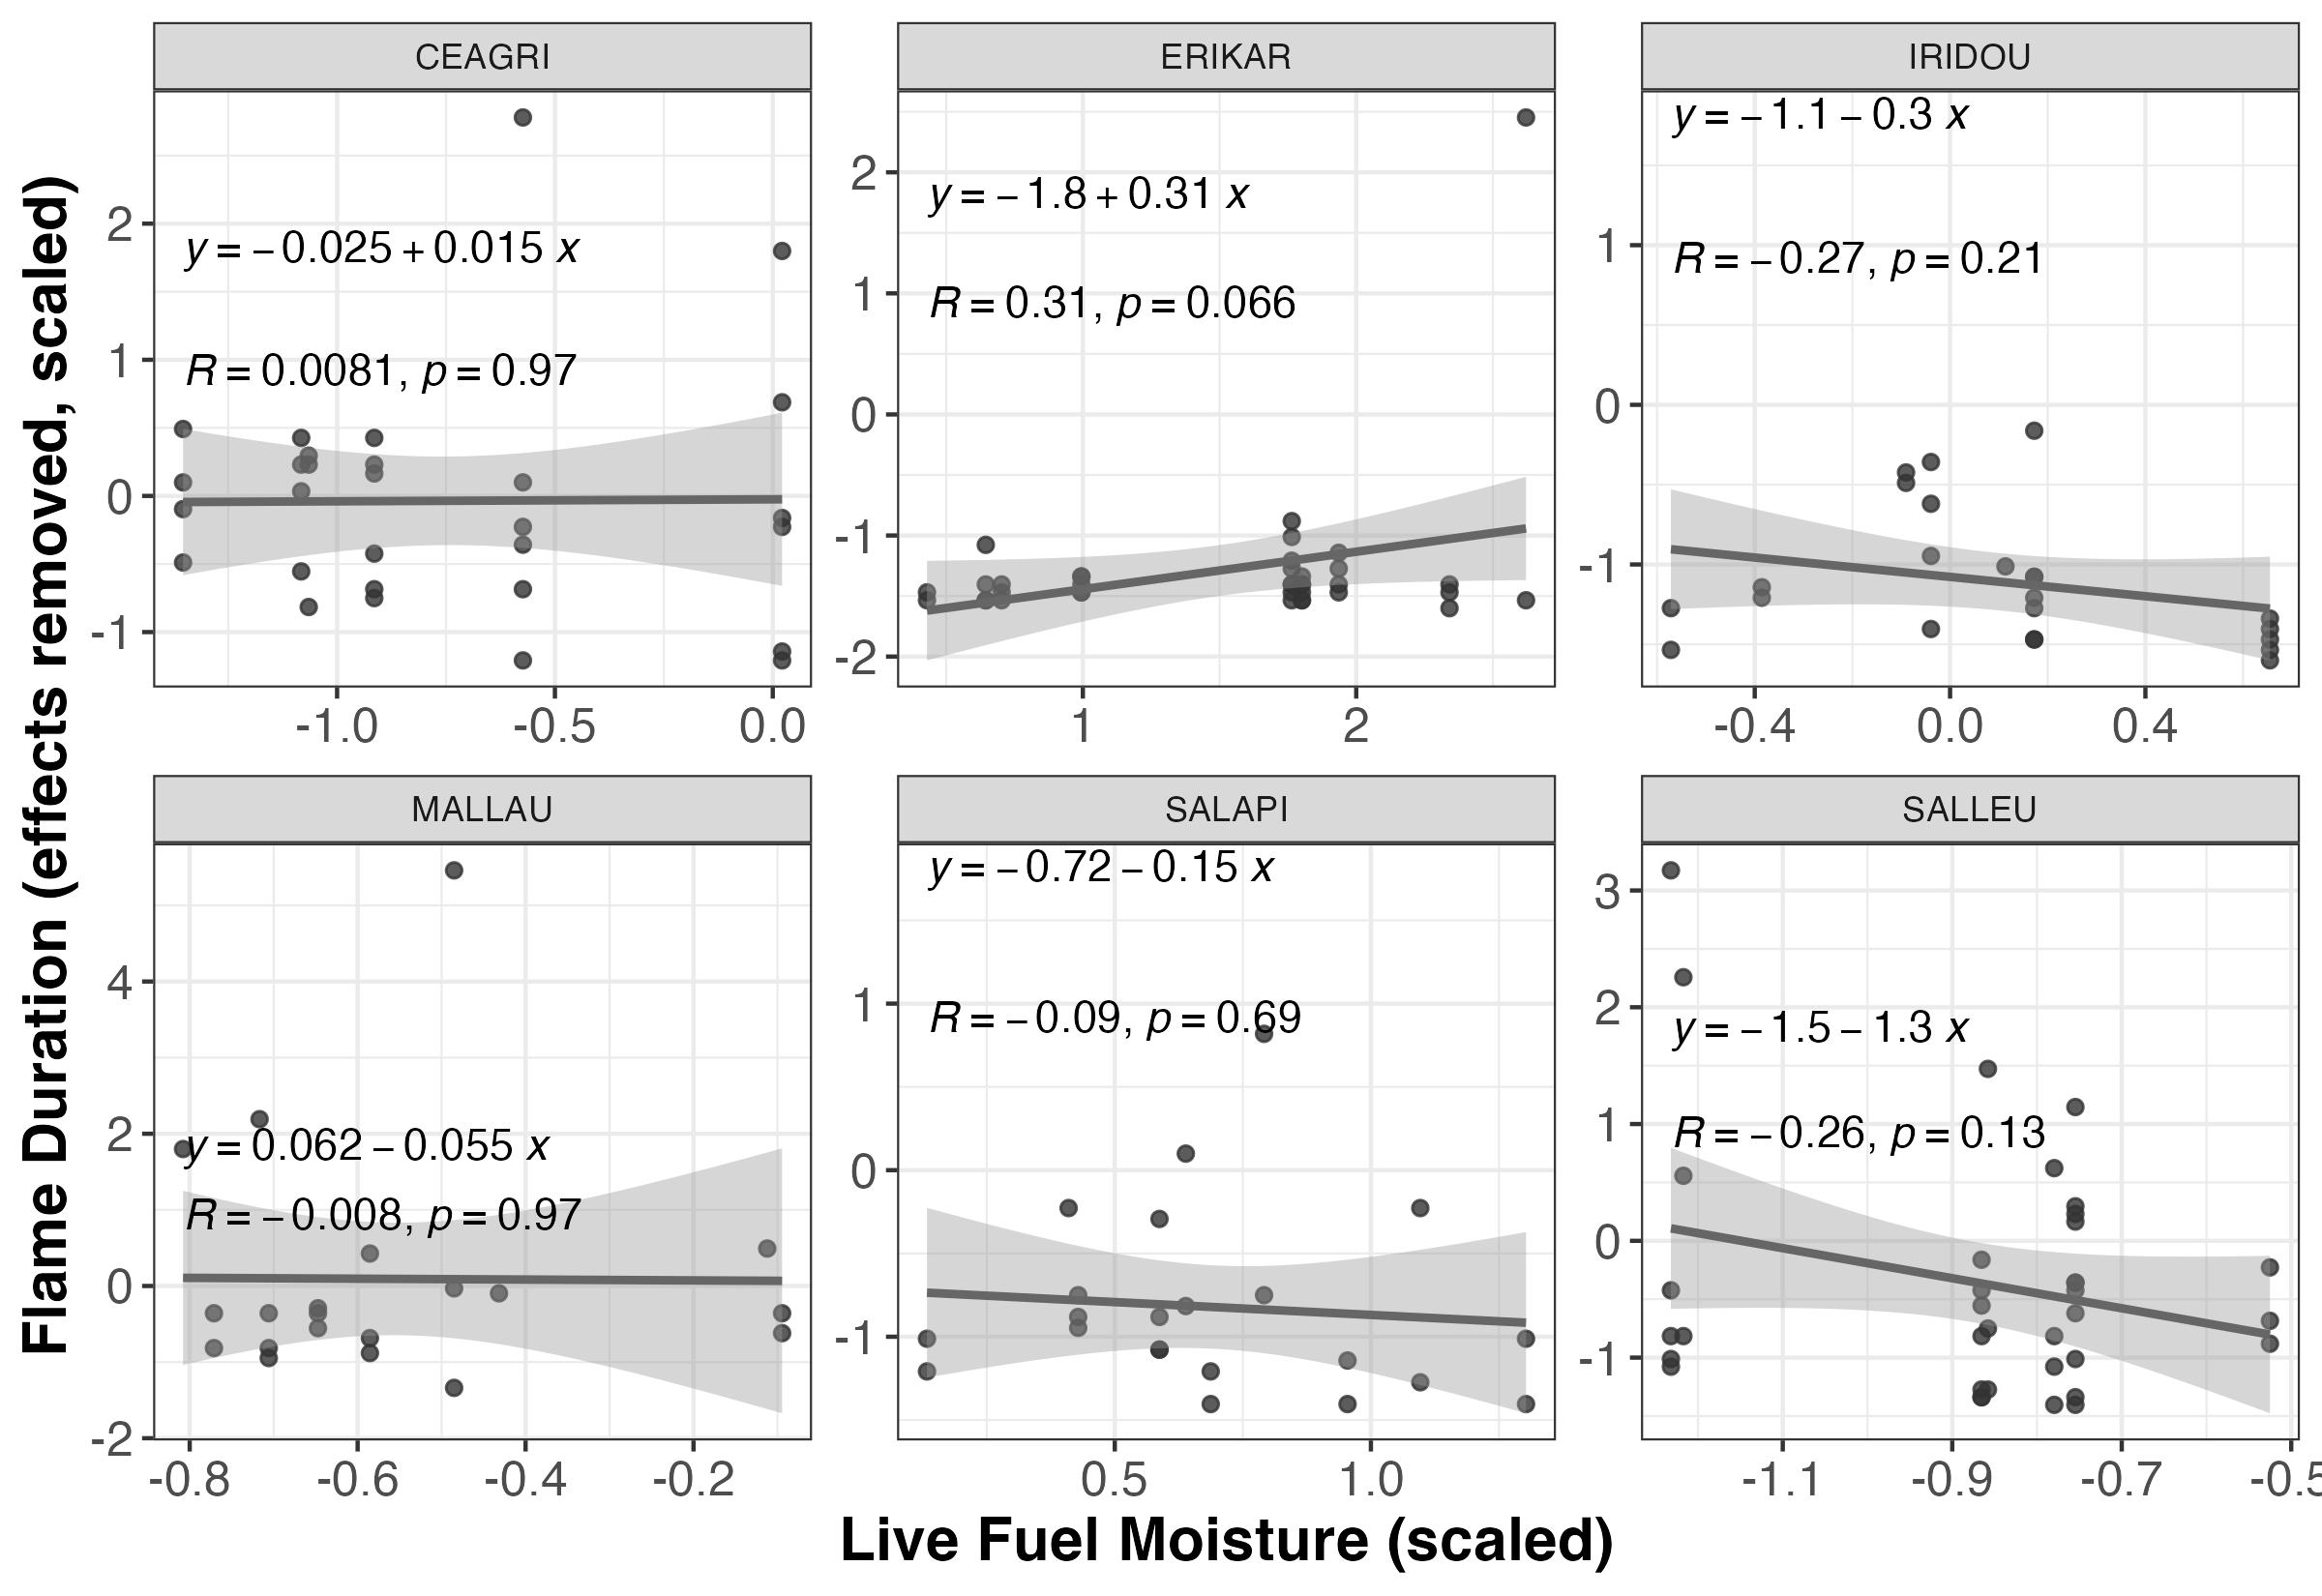 CEAGRI
ERIKAR
IRIDOU
y = −0.025 + 0.015 x
R = 0.0081, p = 0.97
2
1
0
-1
-1.0 -0.5 0.0
y = −1.8 + 0.31 x
R = 0.31, p = 0.066
2
1
0
-1
-2
1 2
y = −1.1 − 0.3 x
R = −0.27, p = 0.21
1
0
-1
-0.4 0.0 0.4
MALLAU
SALAPI
SALLEU
y = 0.062 − 0.055 x
R = −0.008, p = 0.97
4
2
0
-2
-0.8 -0.6 -0.4 -0.2
y = −0.72 − 0.15 x
R = −0.09, p = 0.69
1
0
-1
0.5 1.0
y = −1.5 − 1.3 x
R = −0.26, p = 0.13
3
2
1
0
-1
-1.1 -0.9 -0.7 -0.5
Flame Duration (effects removed, scaled)
Live Fuel Moisture (scaled)